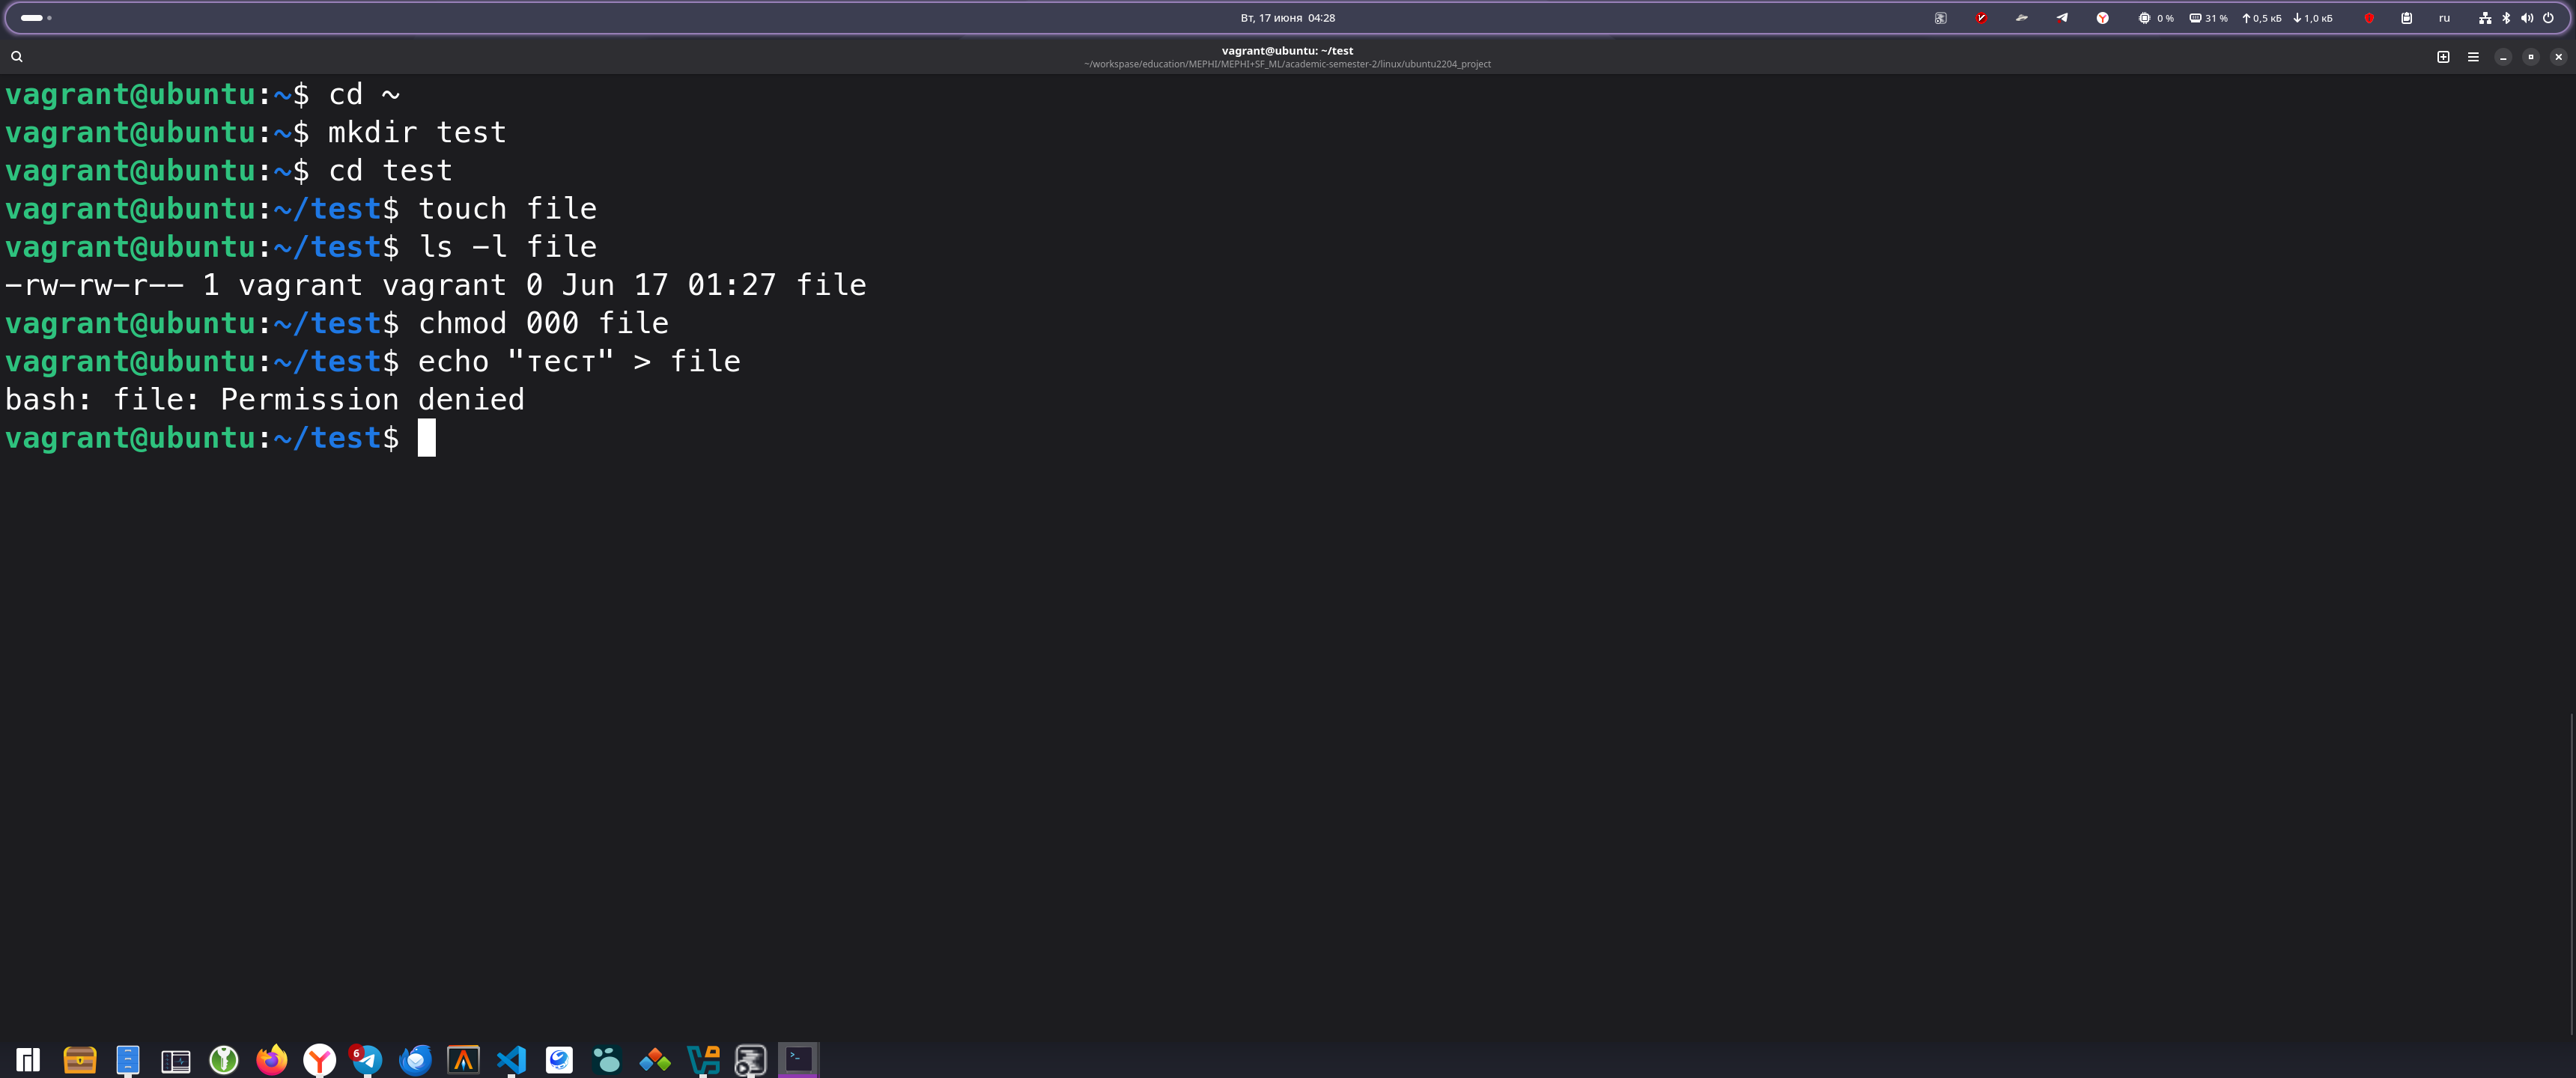 Вт, 17 июня 04:28
0 % 31 % 0,5 кБ 1,0 кБ ru
vagrant@ubuntu: ~/test
~/workspase/education/MEPHI/MEPHI+SF_ML/academic-semester-2/linux/ubuntu2204_project
vagrant@ubuntu:~$ cd ~
vagrant@ubuntu:~$ mkdir test
vagrant@ubuntu:~$ cd test
vagrant@ubuntu:~/test$ touch file
vagrant@ubuntu:~/test$ ls -l file
-rw-rw-r-- 1 vagrant vagrant 0 Jun 17 01:27 file
vagrant@ubuntu:~/test$ chmod 000 file
vagrant@ubuntu:~/test$ echo "тест" > file
bash: file: Permission denied
vagrant@ubuntu:~/test$
6